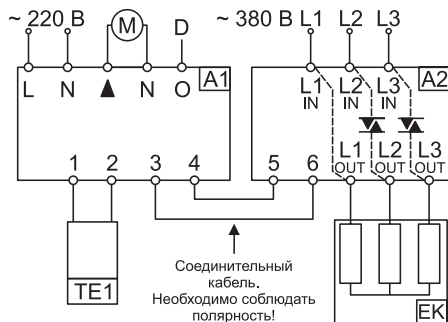 ~ 220 В M D ~ 380 В L1 L2 L3
L N ▲ N O A1 L1 L2 L3 A2
IN IN IN
L1 L2 L3
OUT OUT OUT
1 2 3 4 5 6
TE1
Соединительный
кабель.
Необходимо соблюдать
полярность!
EK